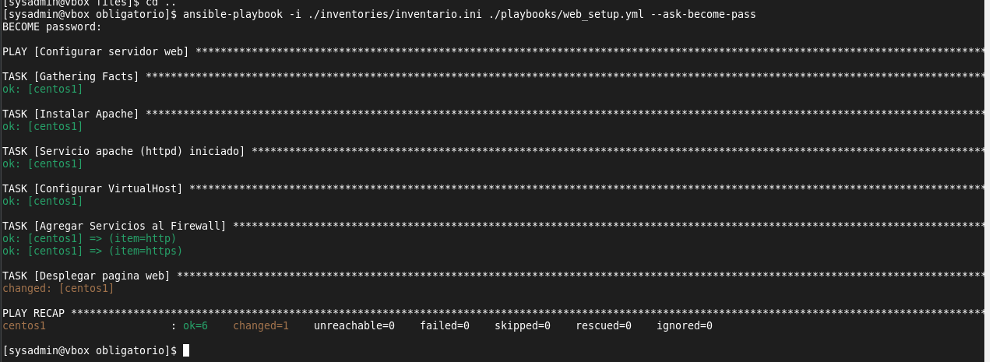 [sysadmin@vbox files]$ cd ..
[sysadmin@vbox obligatorio]$ ansible-playbook -i ./inventories/inventario.ini ./playbooks/web_setup.yml --ask-become-pass
BECOME password:
PLAY [Configurar servidor web] *******************************************************************************************************************************
TASK [Gathering Facts] ***************************************************************************************************************************************
ok: [centos1]
TASK [Instalar Apache] ***************************************************************************************************************************************
ok: [centos1]
TASK [Servicio apache (httpd) iniciado] **********************************************************************************************************************
ok: [centos1]
TASK [Configurar VirtualHost] ********************************************************************************************************************************
ok: [centos1]
TASK [Agregar Servicios al Firewall] *************************************************************************************************************************
ok: [centos1] => (item=http)
ok: [centos1] => (item=https)
TASK [Desplegar pagina web] **********************************************************************************************************************************
changed: [centos1]
PLAY RECAP ***************************************************************************************************************************************************
centos1                    : ok=6    changed=1    unreachable=0    failed=0    skipped=0    rescued=0    ignored=0
[sysadmin@vbox obligatorio]$